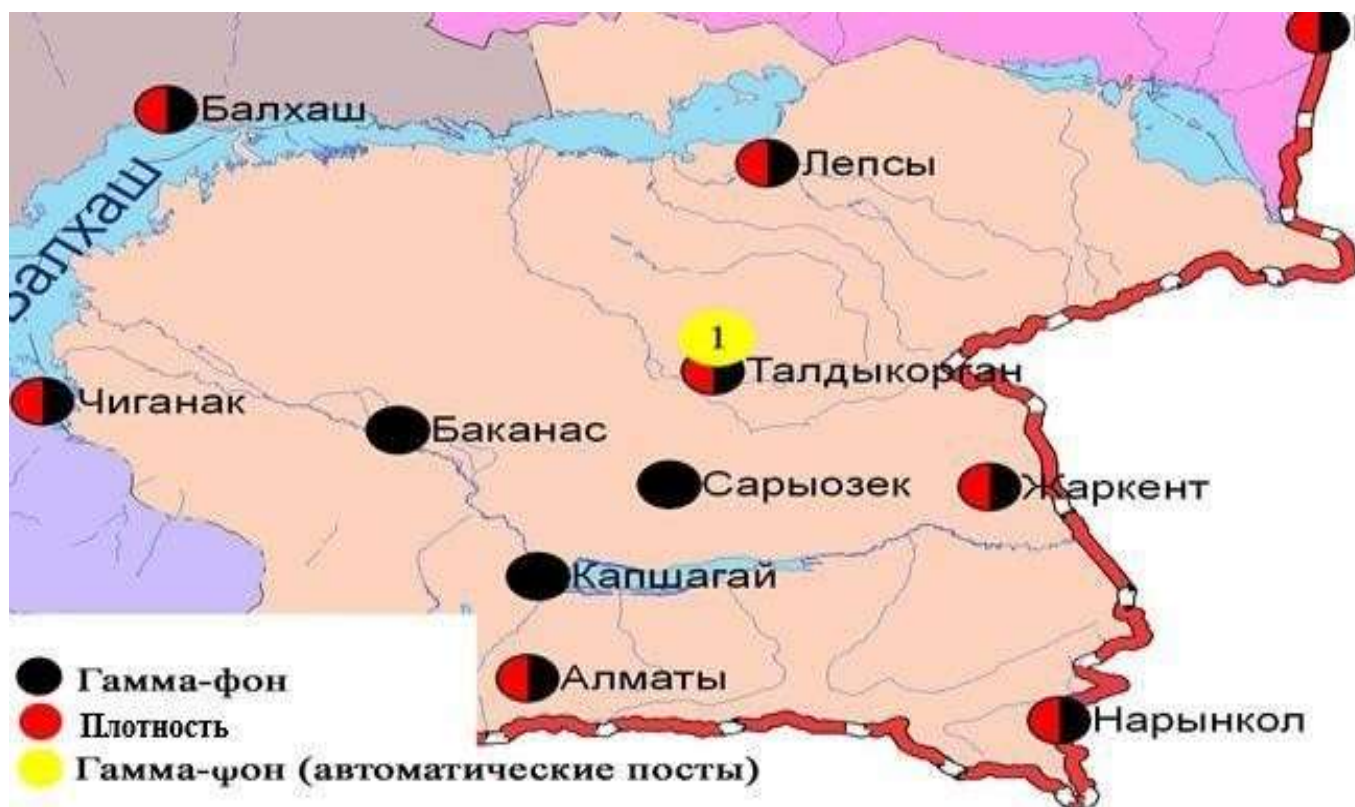 Балхаш
Лепсы
Балхаш
1
Талдыкорган
Чиганак
Баканас
Сарыозек
Жаркент
Капшагай
Алматы
Нарынкол
Гамма-фон
Плотность
Гамма-фон (автоматические посты)